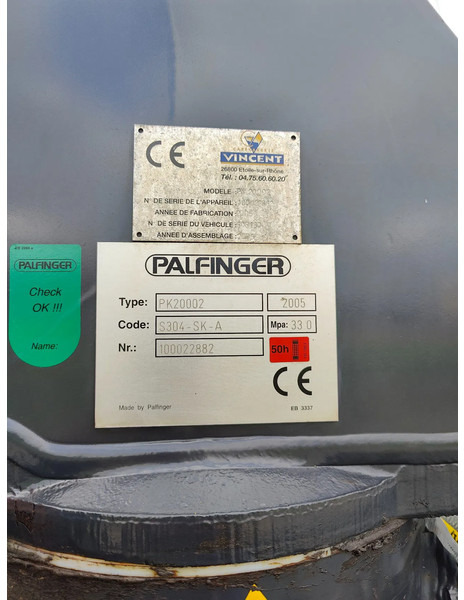 CE
VINCENT
26800 Etoile-sur-Rhône
Tél. : 04.75.60.60.20
MODELE
N° DE SERIE DE L'APPAREIL
ANNEE DE FABRICATION
N° DE SERIE DU VEHICULE
ANNEE D'ASSEMBLAGE
PALFINGER
Check
OK !!!
Name:
PALFINGER
Type: PK20002 2005
Code: S304-SK-A Mpa: 33.0
Nr.: 100022882 50h
CE
Made by Palfinger EB 3337